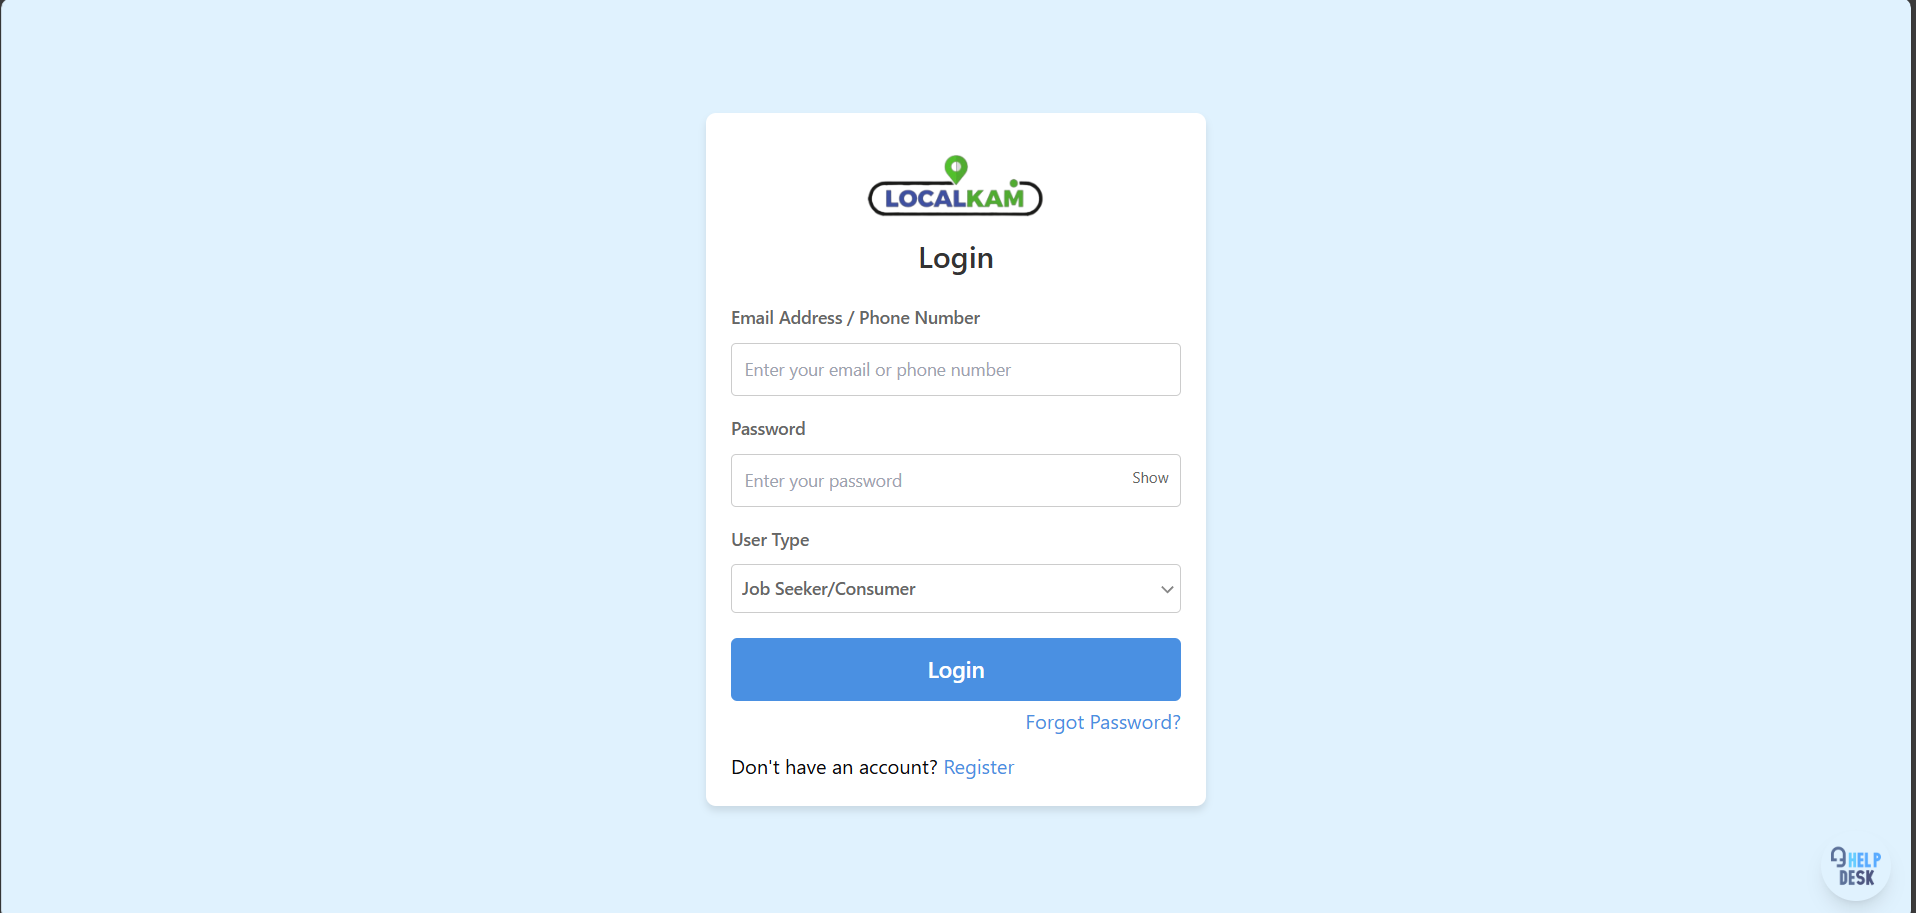 LOCALKAM
Login
Email Address / Phone Number
Enter your email or phone number
Password
Enter your password
Show
User Type
Job Seeker/Consumer
Login
Forgot Password?
Don't have an account? Register
HELP
DESK